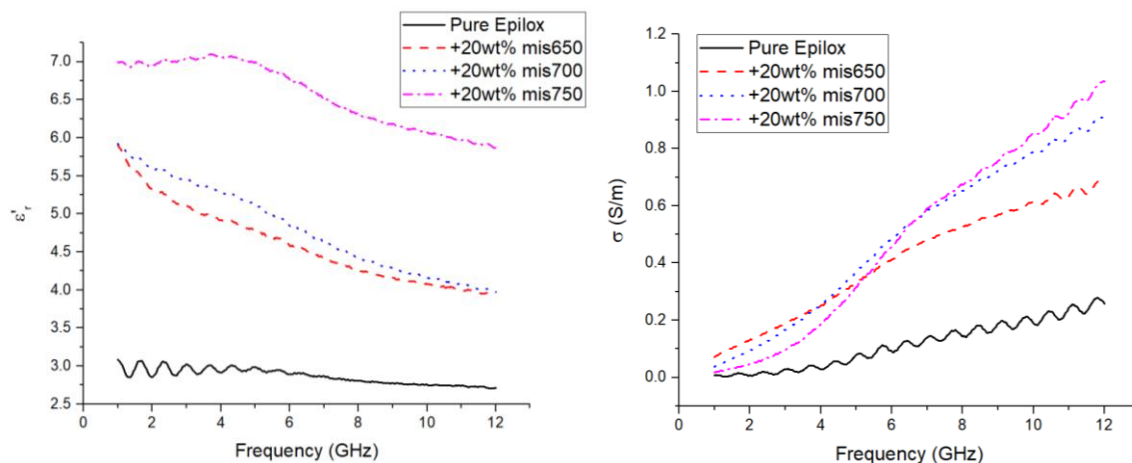 Pure Epilox
+20wt% mis650
+20wt% mis700
+20wt% mis750
7.0
6.5
6.0
5.5
5.0
4.5
4.0
3.5
3.0
2.5
ε'r
0 2 4 6 8 10 12
Frequency (GHz)
Pure Epilox
+20wt% mis650
+20wt% mis700
+20wt% mis750
1.2
1.0
0.8
0.6
0.4
0.2
0.0
σ (S/m)
0 2 4 6 8 10 12
Frequency (GHz)